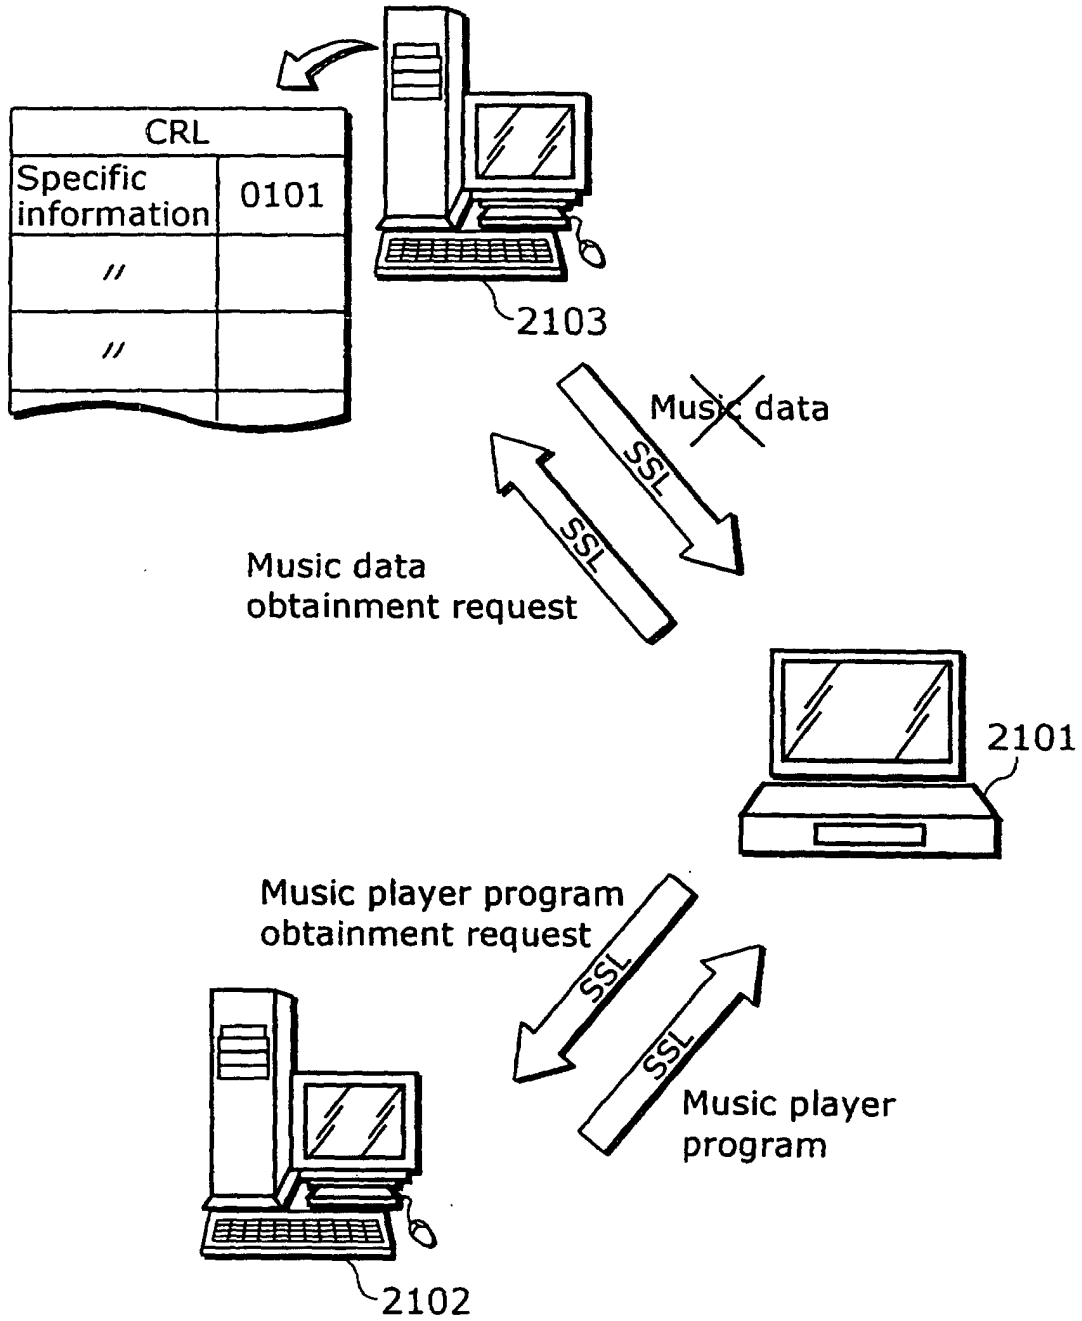 CRL
Specific
information
0101
〃
〃
2103
Music data
SSL
SSL
Music data
obtainment request
2101
Music player program
obtainment request
SSL
SSL
Music player
program
2102